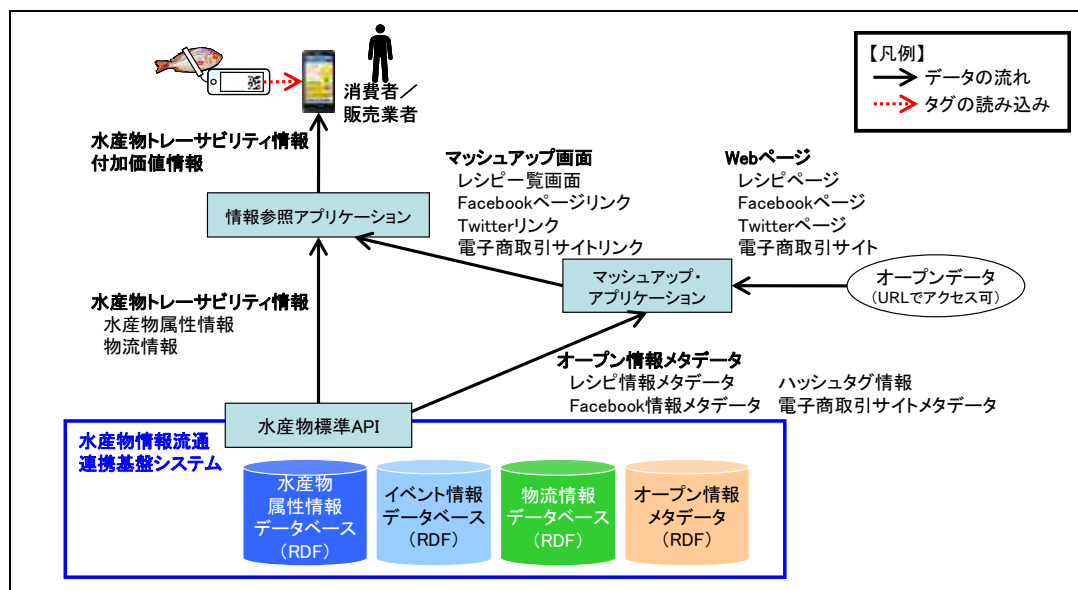 【凡例】
データの流れ
タグの読み込み
消費者／
販売業者
水産物トレーサビリティ情報
付加価値情報
マッシュアップ画面
レシピ一覧画面
Facebookページリンク
Twitterリンク
電子商取引サイトリンク
Webページ
レシピページ
Facebookページ
Twitterページ
電子商取引サイト
情報参照アプリケーション
マッシュアップ・
アプリケーション
オープンデータ
(URLでアクセス可)
水産物トレーサビリティ情報
水産物属性情報
物流情報
オープン情報メタデータ
レシピ情報メタデータ　ハッシュタグ情報
Facebook情報メタデータ　電子商取引サイトメタデータ
水産物標準API
水産物情報流通
連携基盤システム
水産物
属性情報
データベース
(RDF)
イベント情報
データベース
(RDF)
物流情報
データベース
(RDF)
オープン情報
メタデータ
(RDF)